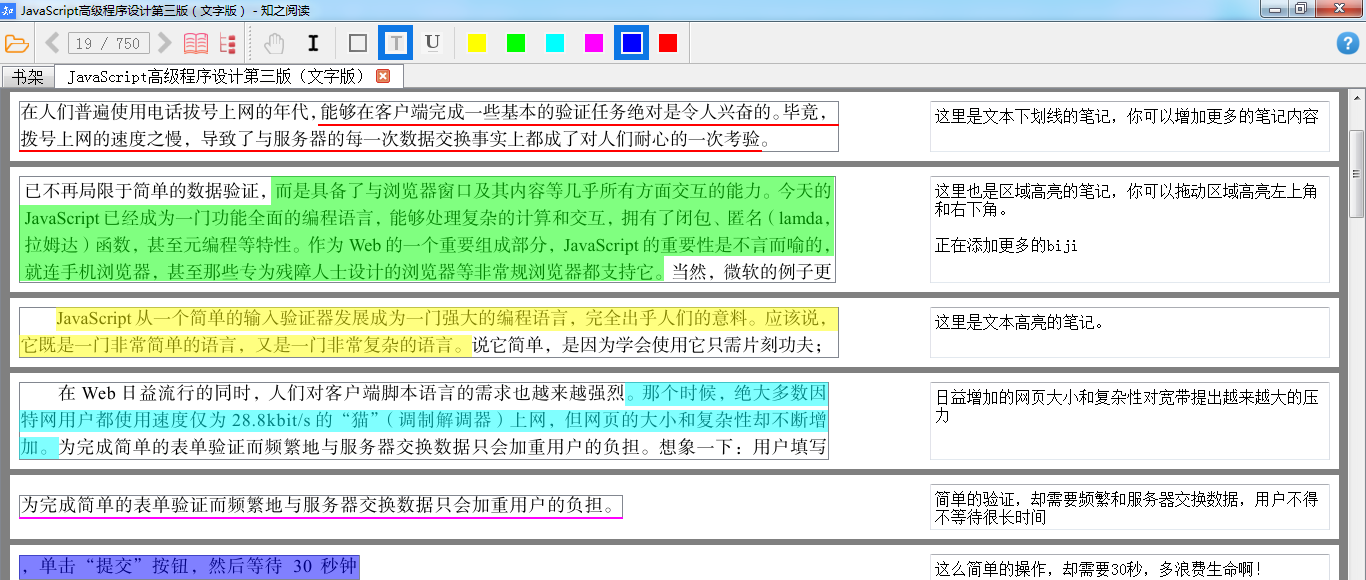 JavaScript高级程序设计第三版（文字版） - 知之阅读
19 / 750
I
T
U
?
书架
JavaScript高级程序设计第三版（文字版）
在人们普遍使用电话拔号上网的年代，能够在客户端完成一些基本的验证任务绝对是令人兴奋的。毕竟，
拨号上网的速度之慢，导致了与服务器的每一次数据交换事实上都成了对人们耐心的一次考验。
这里是文本下划线的笔记，你可以增加更多的笔记内容
已不再局限于简单的数据验证，而是具备了与浏览器窗口及其内容等几乎所有方面交互的能力。今天的
JavaScript 已经成为一门功能全面的编程语言，能够处理复杂的计算和交互，拥有了闭包、匿名（lamda，
拉姆达）函数，甚至元编程等特性。作为 Web 的一个重要组成部分，JavaScript 的重要性是不言而喻的，
就连手机浏览器，甚至那些专为残障人士设计的浏览器等非常规浏览器都支持它。当然，微软的例子更
这里也是区域高亮的笔记，你可以拖动区域高亮左上角
和右下角。
正在添加更多的biji
JavaScript 从一个简单的输入验证器发展成为一门强大的编程语言，完全出乎人们的意料。应该说，
它既是一门非常简单的语言，又是一门非常复杂的语言。说它简单，是因为学会使用它只需片刻功夫；
这里是文本高亮的笔记。
在 Web 日益流行的同时，人们对客户端脚本语言的需求也越来越强烈。那个时候，绝大多数因
特网用户都使用速度仅为 28.8kbit/s 的“猫”（调制解调器）上网，但网页的大小和复杂性却不断增
加。为完成简单的表单验证而频繁地与服务器交换数据只会加重用户的负担。想象一下：用户填写
日益增加的网页大小和复杂性对宽带提出越来越大的压
力
为完成简单的表单验证而频繁地与服务器交换数据只会加重用户的负担。
简单的验证，却需要频繁和服务器交换数据，用户不得
不等待很长时间
，单击“提交”按钮，然后等待 30 秒钟
这么简单的操作，却需要30秒，多浪费生命啊！